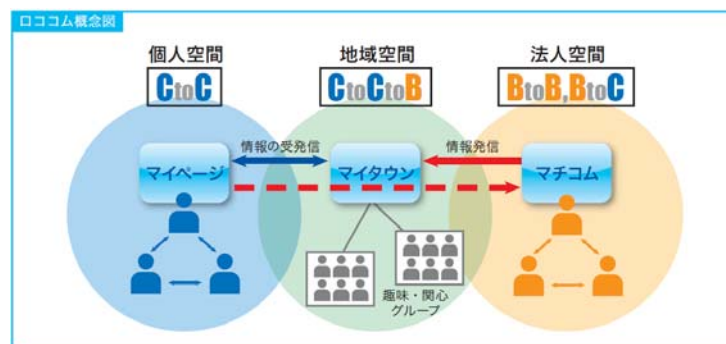 ロココム概念図
個人空間
地域空間
法人空間
CtoC
CtoCtoB
BtoB,BtoC
情報の受発信
情報発信
マイページ
マイタウン
マチコム
趣味・関心
グループ